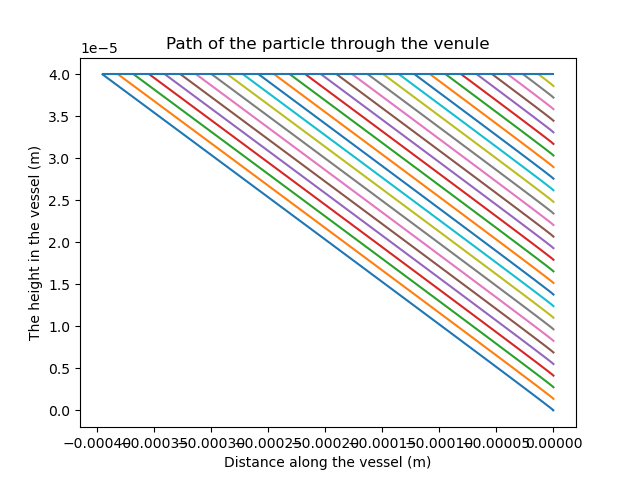 Path of the particle through the venule
1e−5
4.0
3.5
3.0
2.5
2.0
1.5
1.0
0.5
0.0
The height in the vessel (m)
−0.00040 −0.00035 −0.00030 −0.00025 −0.00020 −0.00015 −0.00010 −0.00005 0.00000
Distance along the vessel (m)